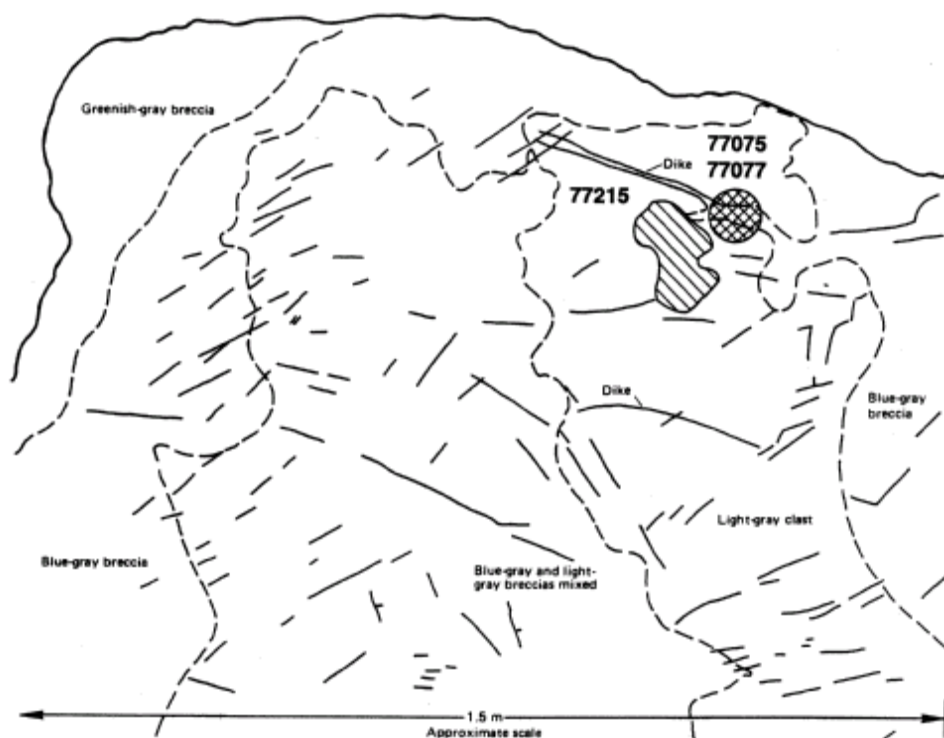 Greenish-gray breccia
77075
77077
Dike
77215
Dike
Blue-gray
breccia
Light-gray clast
Blue-gray breccia
Blue-gray and light-
gray breccias mixed
1.5 m
Approximate scale